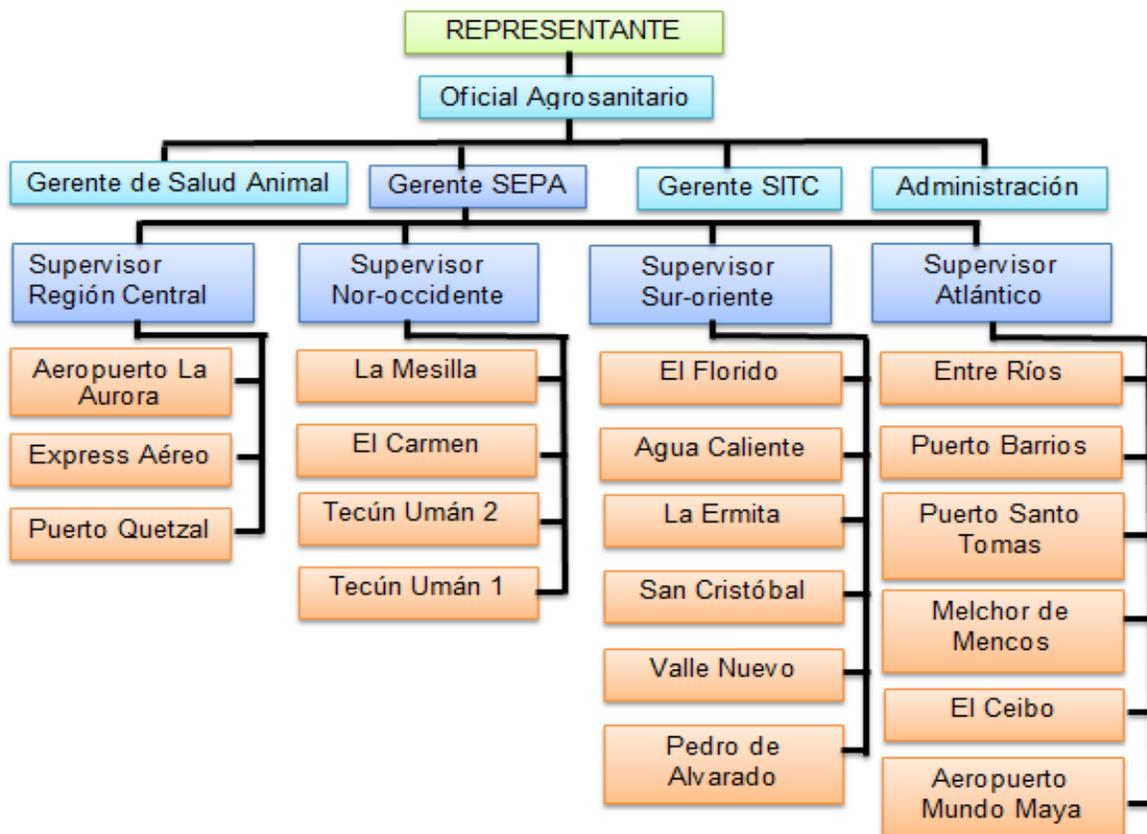 REPRESENTANTE
Oficial Agrosanitario
Gerente de Salud Animal
Gerente SEPA
Gerente SITC
Administración
Supervisor
Región Central
Supervisor
Nor-occidente
Supervisor
Sur-oriente
Supervisor
Atlántico
Aeropuerto La
Aurora
Express Aéreo
Puerto Quetzal
La Mesilla
El Carmen
Tecún Umán 2
Tecún Umán 1
El Florido
Agua Caliente
La Ermita
San Cristóbal
Valle Nuevo
Pedro de
Alvarado
Entre Ríos
Puerto Barrios
Puerto Santo
Tomas
Melchor de
Mencos
El Ceibo
Aeropuerto
Mundo Maya